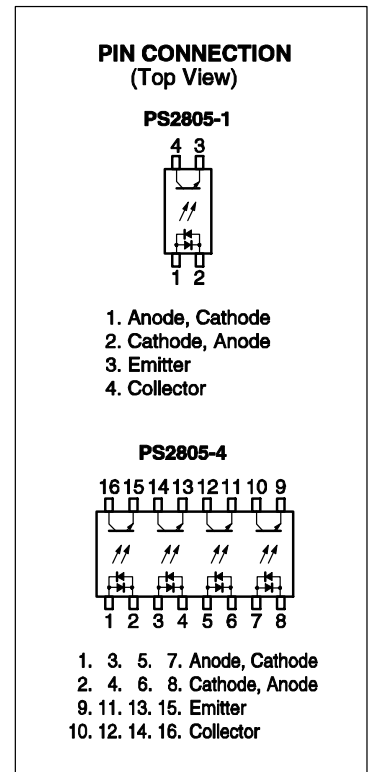 PIN CONNECTION
(Top View)
PS2805-1
4 3
1 2
1. Anode, Cathode
2. Cathode, Anode
3. Emitter
4. Collector
PS2805-4
16 15 14 13 12 11 10 9
1 2 3 4 5 6 7 8
1. 3. 5. 7. Anode, Cathode
2. 4. 6. 8. Cathode, Anode
9. 11. 13. 15. Emitter
10. 12. 14. 16. Collector